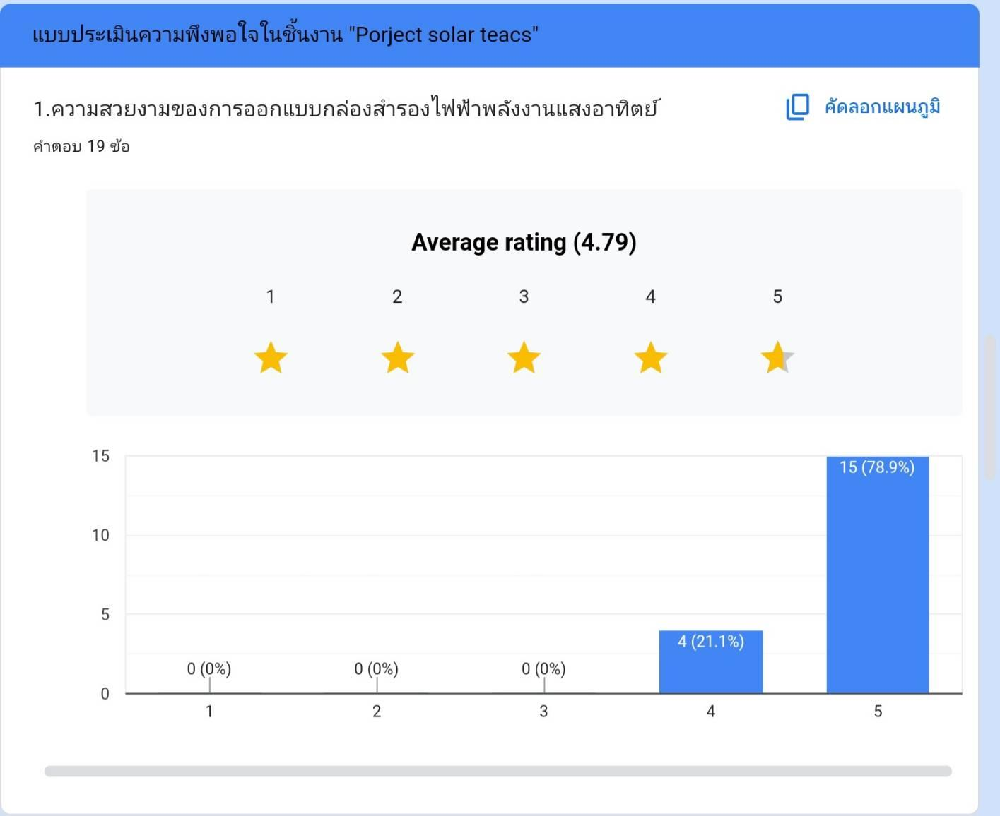 แบบประเมินความพึงพอใจในชิ้นงาน "Porject solar teacs"
1.ความสวยงามของการออกแบบกล่องสำรองไฟฟ้าพลังงานแสงอาทิตย์
คัดลอกแผนภูมิ
คำตอบ 19 ข้อ
Average rating (4.79)
1 2 3 4 5
15
15 (78.9%)
10
5
4 (21.1%)
0 (0%) 0 (0%) 0 (0%)
0
1 2 3 4 5